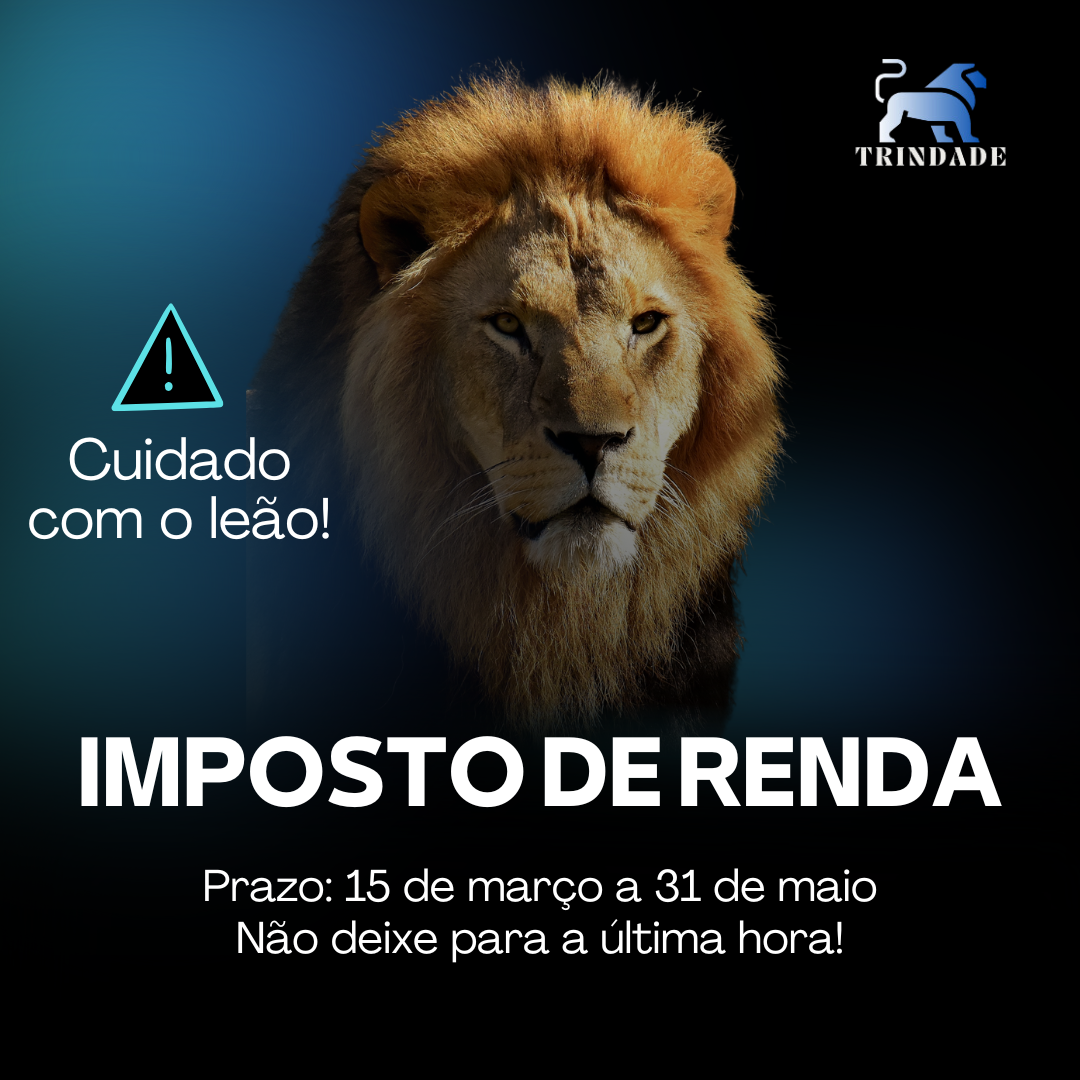 TRINDADE
Cuidado
com o leão!
IMPOSTO DE RENDA
Prazo: 15 de março a 31 de maio
Não deixe para a última hora!